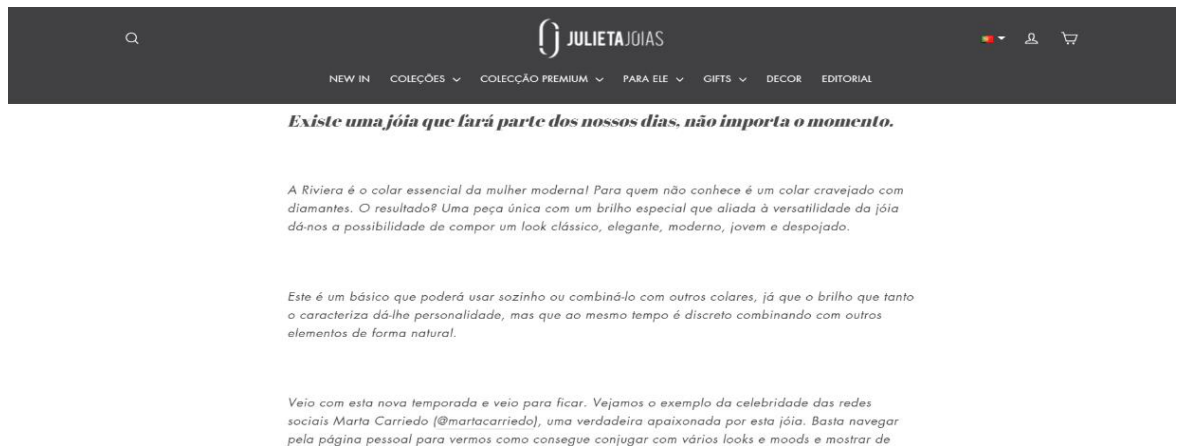 JULIETAJOIAS
NEW IN COLEÇÕES COLECÇÃO PREMIUM PARA ELE GIFTS DECOR EDITORIAL
Existe uma jóia que fará parte dos nossos dias, não importa o momento.
A Riviera é o colar essencial da mulher moderna! Para quem não conhece é um colar cravejado com
diamantes. O resultado? Uma peça única com um brilho especial que aliada à versatilidade da jóia
dá-nos a possibilidade de compor um look clássico, elegante, moderno, jovem e despojado.
Este é um básico que poderá usar sozinho ou combiná-lo com outros colares, já que o brilho que tanto
o caracteriza dá-lhe personalidade, mas que ao mesmo tempo é discreto combinando com outros
elementos de forma natural.
Veio com esta nova temporada e veio para ficar. Vejamos o exemplo da celebridade das redes
sociais Marta Carriedo (@martacarriedo), uma verdadeira apaixonada por esta jóia. Basta navegar
pela página pessoal para vermos como consegue conjugar com vários looks e moods e mostrar de